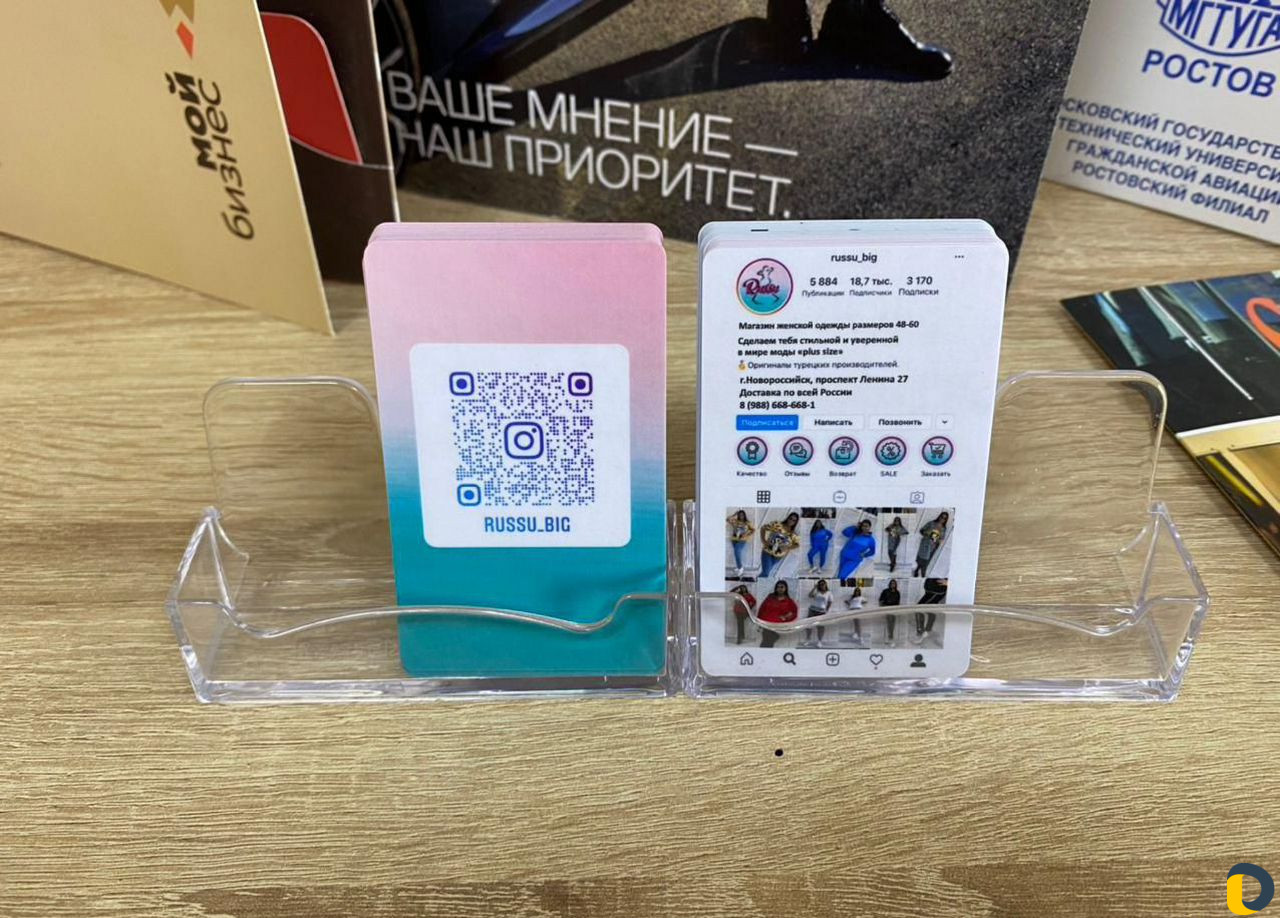 МОЙ
бизнес
ВАШЕ МНЕНИЕ —
НАШ ПРИОРИТЕТ.
МГТУГА
РОСТОВ
ГРАЖДАНСКОЙ
РОСТОВСКИЙ ФИЛИАЛ
RUSSU_BIG
russu_big
Russu
5 884 18,7 тыс. 3 170
Публикации Подписчики Подписки
Магазин женской одежды размеров 48-60
Сделаем тебя стильной и уверенной
в мире моды «plus size»
Оригиналы турецких производителей.
г.Новороссийск, проспект Ленина 27
Доставка по всей России
8 (988) 668-668-1
Подписаться Написать Позвонить
Качество Отзывы Возврат SALE Заказать